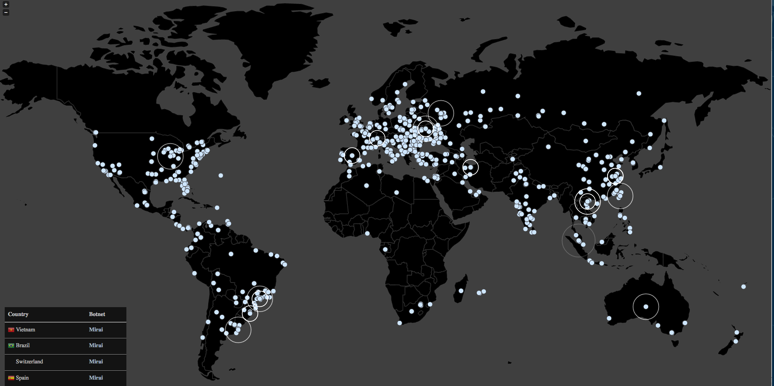 +
−
Country Botnet
Vietnam Mirai
Brazil Mirai
Switzerland Mirai
Spain Mirai